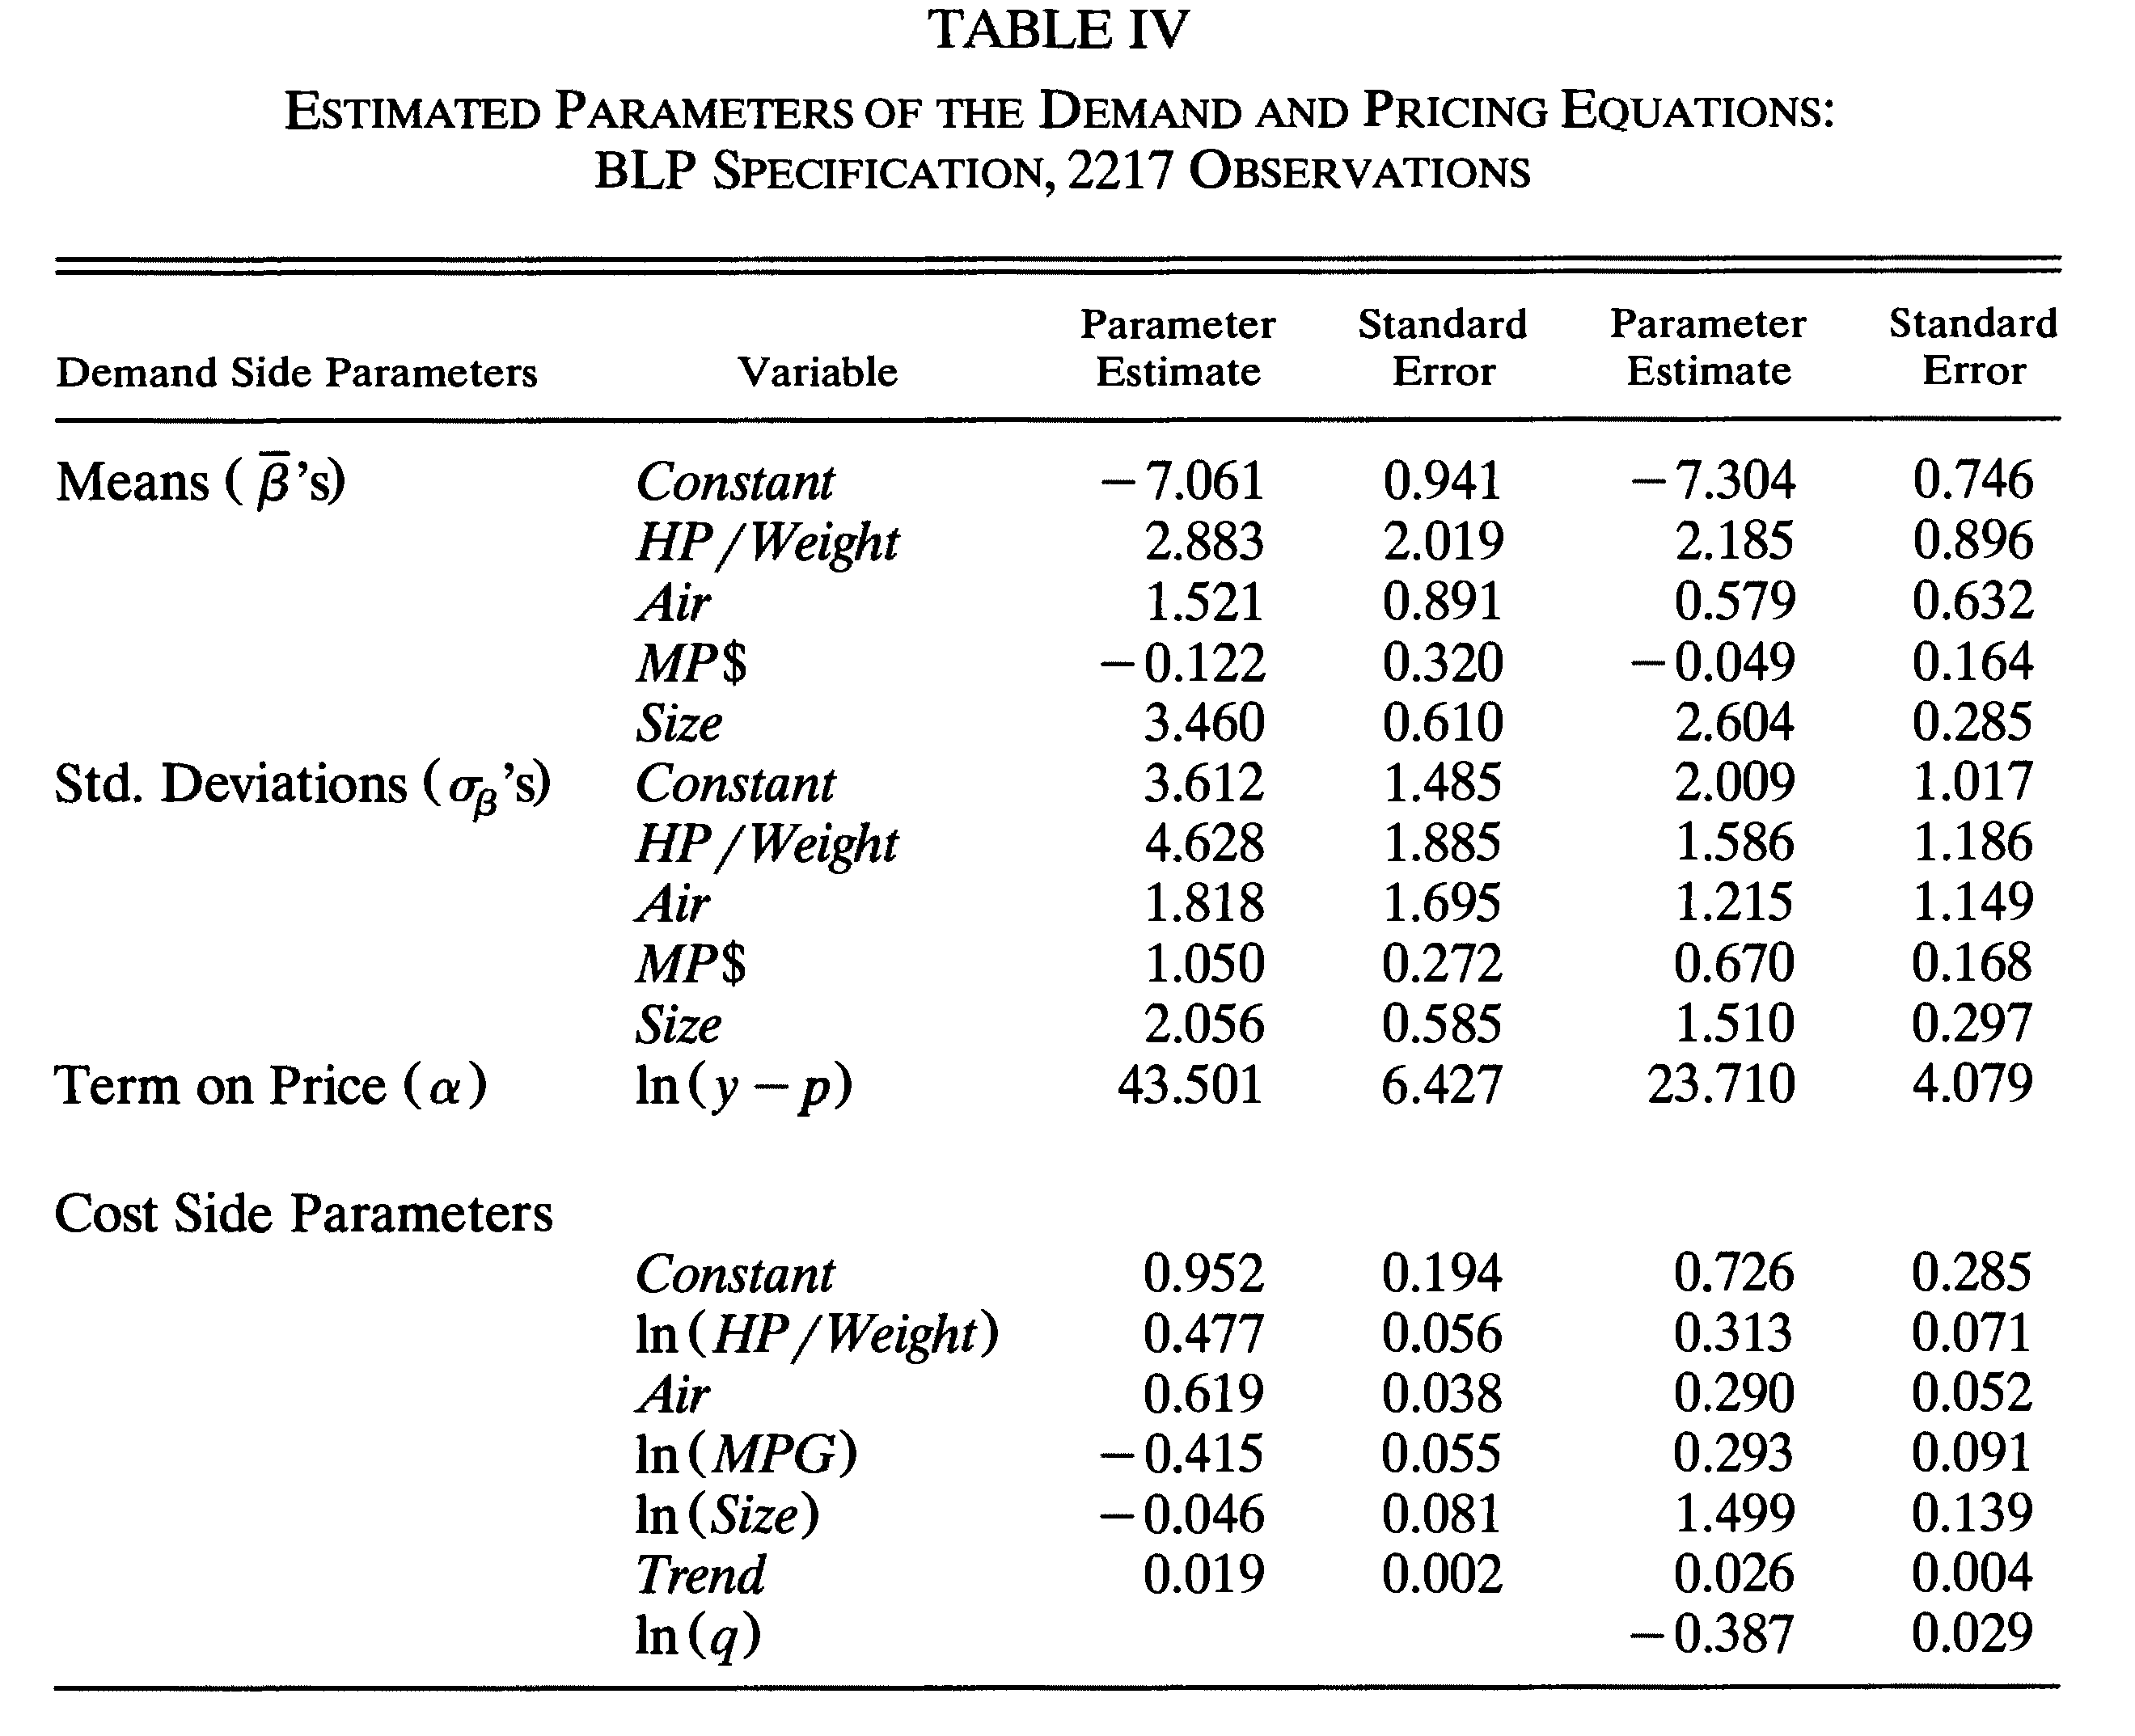 TABLE IV
ESTIMATED PARAMETERS OF THE DEMAND AND PRICING EQUATIONS:
BLP SPECIFICATION, 2217 OBSERVATIONS
Demand Side Parameters Variable Parameter Estimate Standard Error Parameter Estimate Standard Error
Means (β̄'s) Constant −7.061 0.941 −7.304 0.746
HP/Weight 2.883 2.019 2.185 0.896
Air 1.521 0.891 0.579 0.632
MP$ −0.122 0.320 −0.049 0.164
Size 3.460 0.610 2.604 0.285
Std. Deviations (σβ's) Constant 3.612 1.485 2.009 1.017
HP/Weight 4.628 1.885 1.586 1.186
Air 1.818 1.695 1.215 1.149
MP$ 1.050 0.272 0.670 0.168
Size 2.056 0.585 1.510 0.297
Term on Price (α) ln(y − p) 43.501 6.427 23.710 4.079
Cost Side Parameters
Constant 0.952 0.194 0.726 0.285
ln(HP/Weight) 0.477 0.056 0.313 0.071
Air 0.619 0.038 0.290 0.052
ln(MPG) −0.415 0.055 0.293 0.091
ln(Size) −0.046 0.081 1.499 0.139
Trend 0.019 0.002 0.026 0.004
ln(q) −0.387 0.029